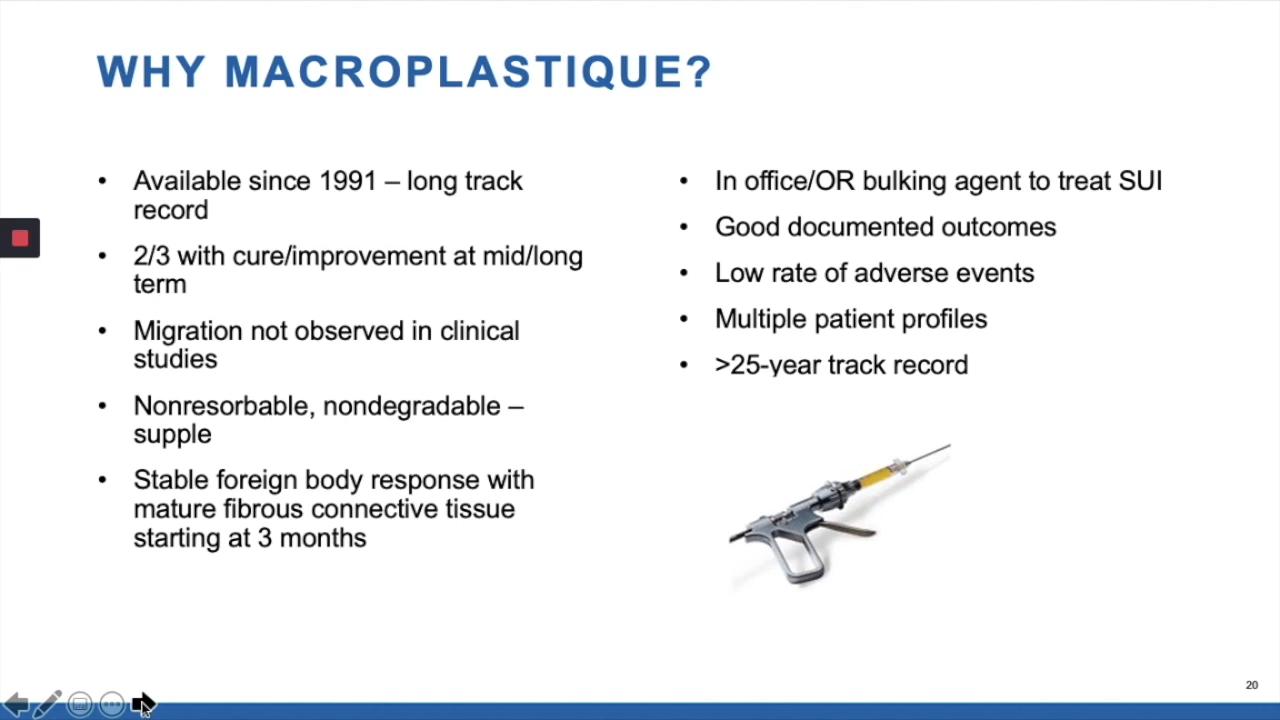 WHY MACROPLASTIQUE?
• Available since 1991 – long track
record
• 2/3 with cure/improvement at mid/long
term
• Migration not observed in clinical
studies
• Nonresorbable, nondegradable –
supple
• Stable foreign body response with
mature fibrous connective tissue
starting at 3 months
• In office/OR bulking agent to treat SUI
• Good documented outcomes
• Low rate of adverse events
• Multiple patient profiles
• >25-year track record
20